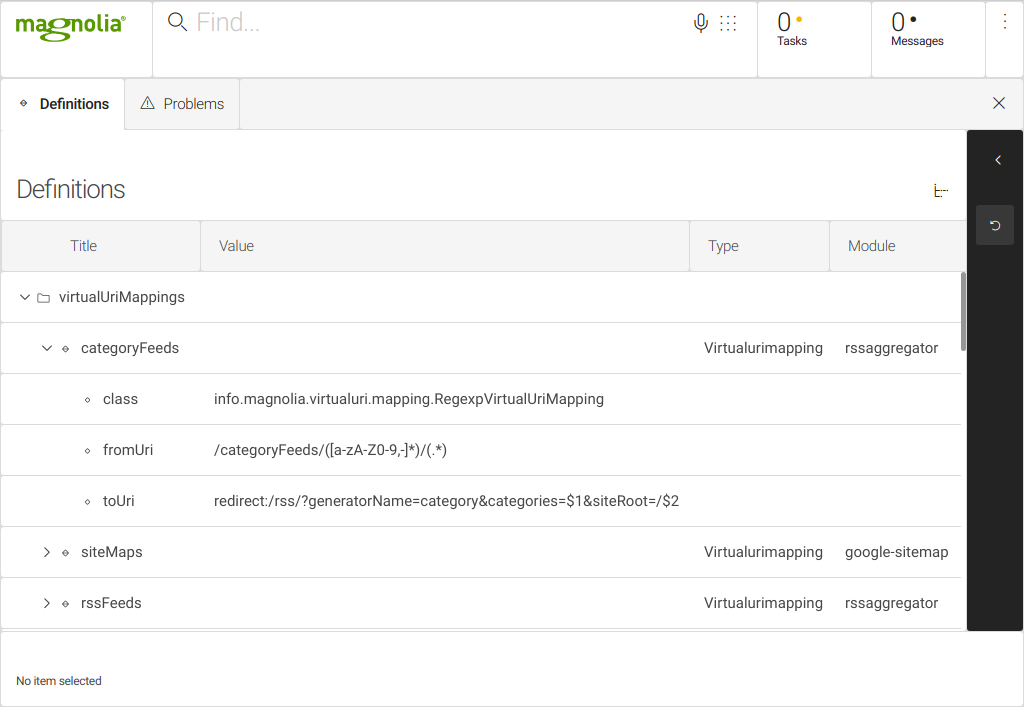 magnolia®
Find...
0
Tasks
0
Messages
Definitions
Problems
Definitions
Title Value Type Module
virtualUriMappings
categoryFeeds Virtualurimapping rssaggregator
class info.magnolia.virtualuri.mapping.RegexpVirtualUriMapping
fromUri /categoryFeeds/([a-zA-Z0-9,-]*)/(.*)
toUri redirect:/rss/?generatorName=category&categories=$1&siteRoot=/$2
siteMaps Virtualurimapping google-sitemap
rssFeeds Virtualurimapping rssaggregator
No item selected